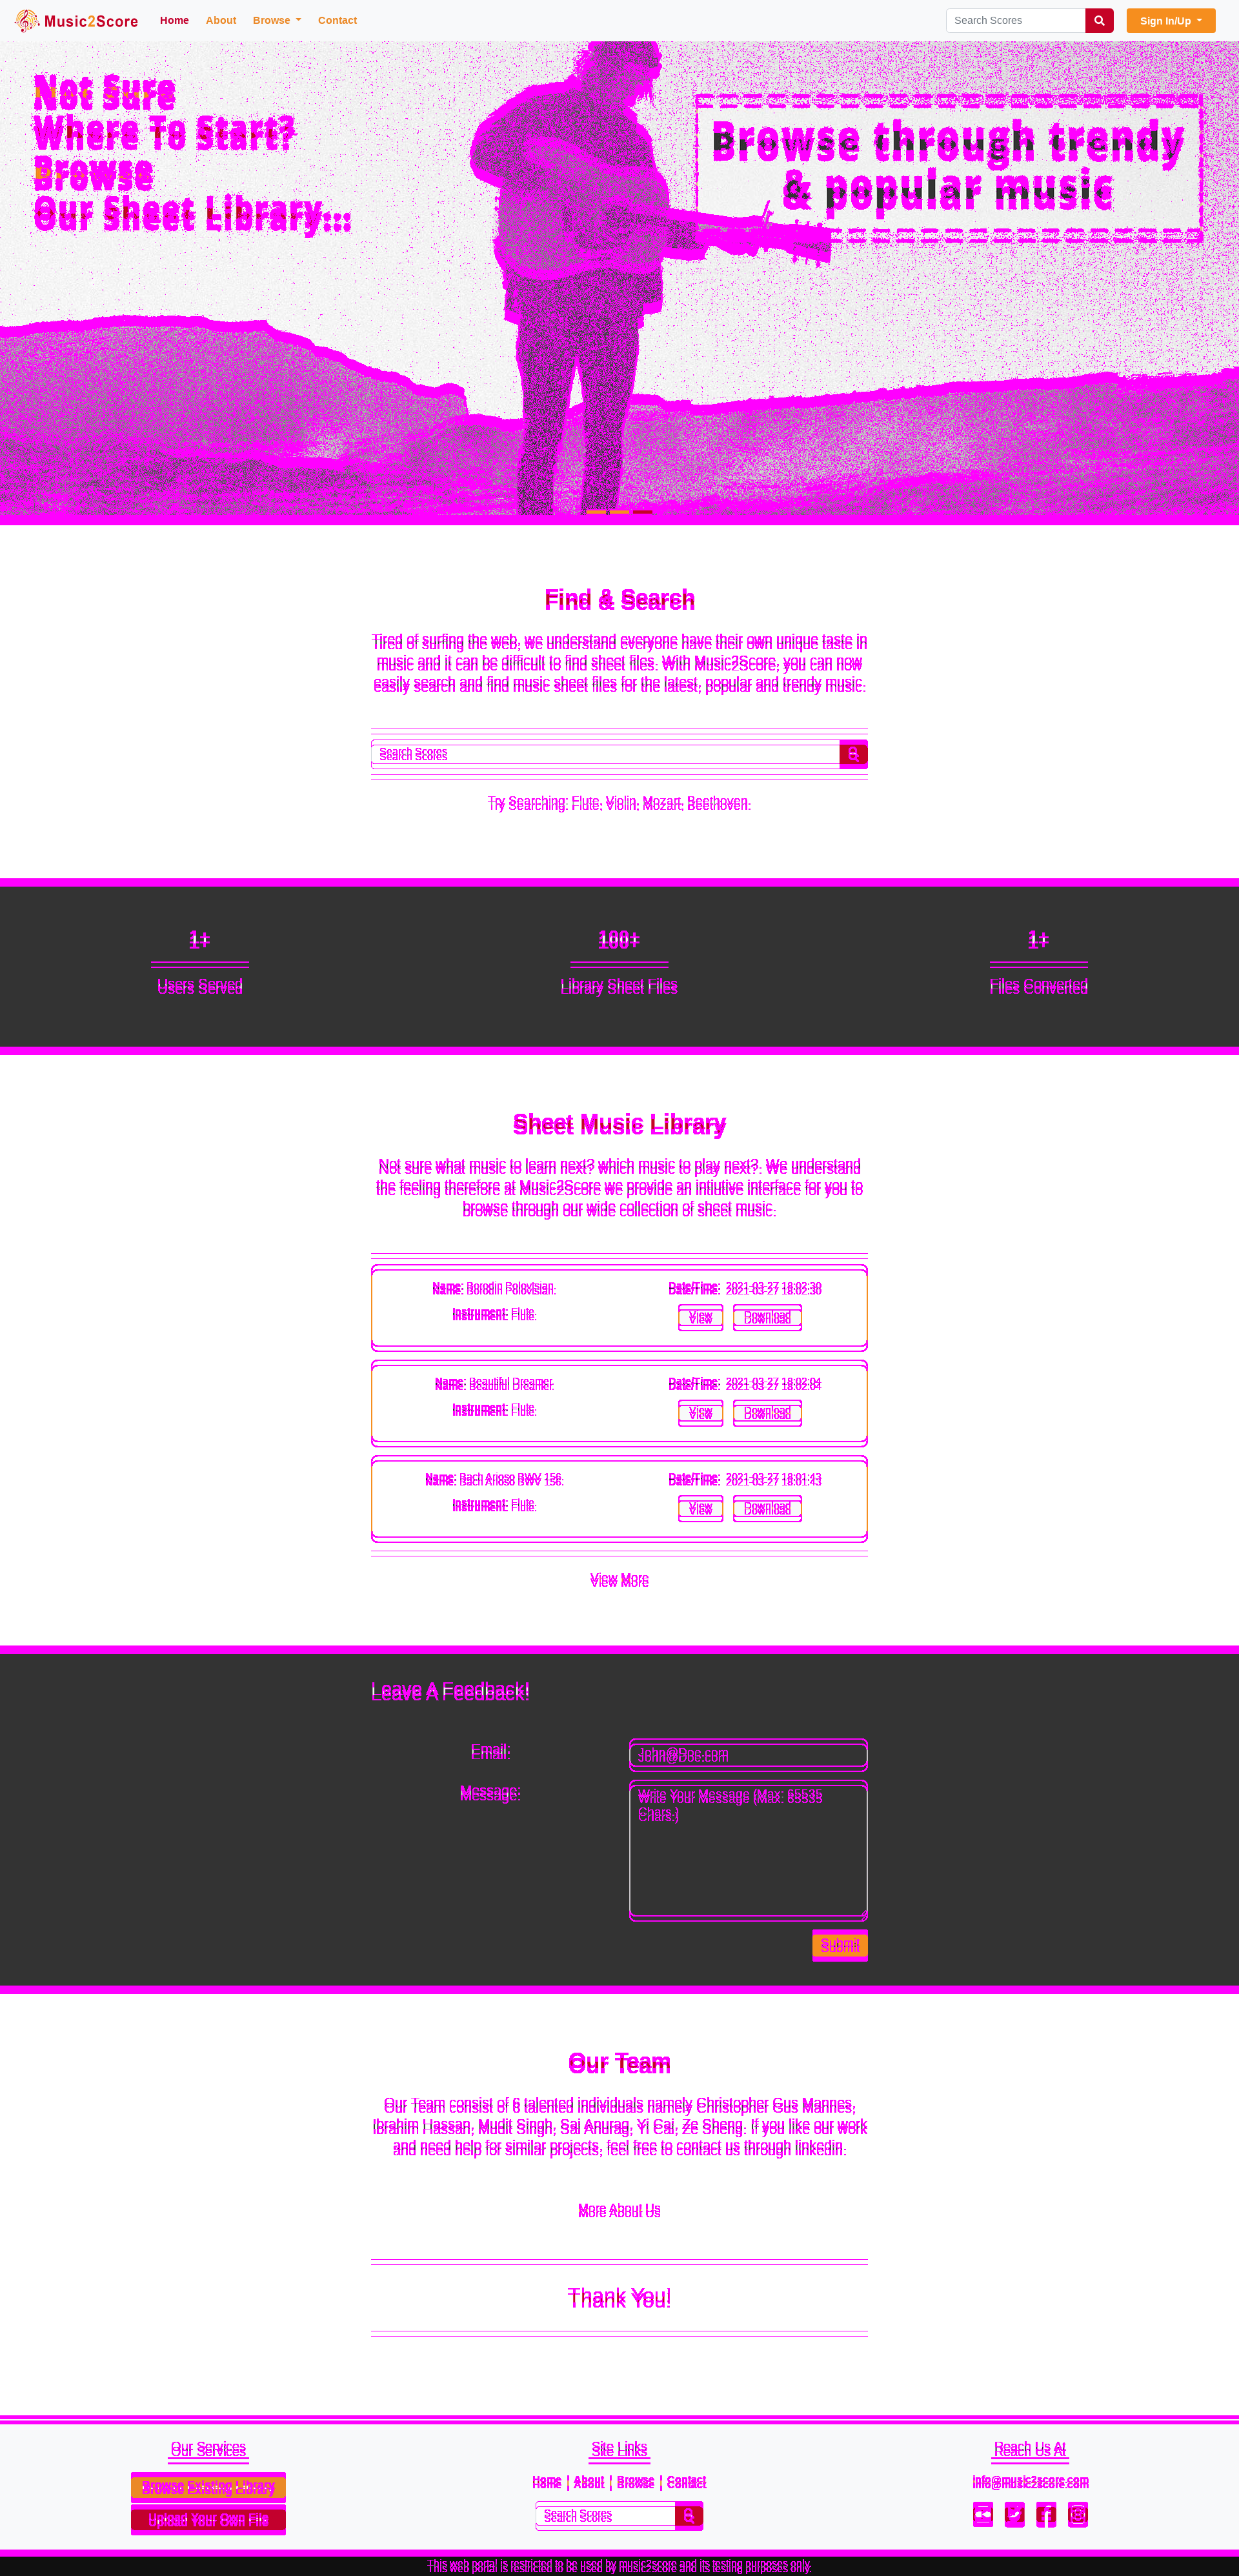 Music2Score Home About Browse Contact Search Scores Sign In/Up
Not Sure
Where To Start?
Browse
Our Sheet Library...
Browse through trendy
& popular music
Find & Search
Tired of surfing the web, we understand everyone have their own unique taste in
music and it can be difficult to find sheet files. With Music2Score, you can now
easily search and find music sheet files for the latest, popular and trendy music.
Search Scores
Try Searching: Flute, Violin, Mozart, Beethoven.
1+ 100+ 1+
Users Served Library Sheet Files Files Converted
Sheet Music Library
Not sure what music to learn next? which music to play next?. We understand
the feeling therefore at Music2Score we provide an intiutive interface for you to
browse through our wide collection of sheet music.
Name: Borodin Polovtsian. Date/Time: 2021-03-27 18:02:30
Instrument: Flute. View Download
Name: Beautiful Dreamer. Date/Time: 2021-03-27 18:02:04
Instrument: Flute. View Download
Name: Bach Arioso BWV 156. Date/Time: 2021-03-27 18:01:43
Instrument: Flute. View Download
View More
Leave A Feedback!
Email: John@Doe.com
Message: Write Your Message (Max: 65535
Chars.)
Submit
Our Team
Our Team consist of 6 talented individuals namely Christopher Gus Mannes,
Ibrahim Hassan, Mudit Singh, Sai Anurag, Yi Cai, Ze Sheng. If you like our work
and need help for similar projects, feel free to contact us through linkedin.
More About Us
Thank You!
Our Services Site Links Reach Us At
Browse Existing Library Home | About | Browse | Contact info@music2score.com
Upload Your Own File Search Scores
This web portal is restricted to be used by music2score and its testing purposes only.